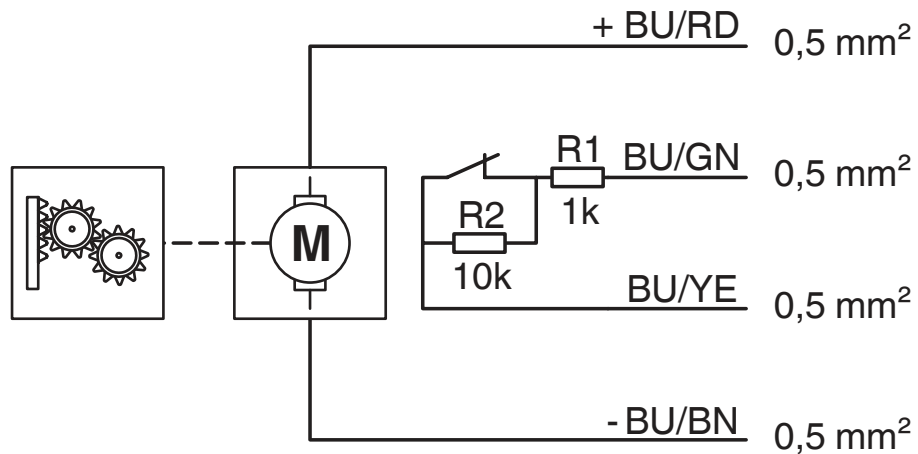 + BU/RD 0,5 mm²
R1 BU/GN 0,5 mm²
1k
R2
10k
M
BU/YE 0,5 mm²
- BU/BN 0,5 mm²